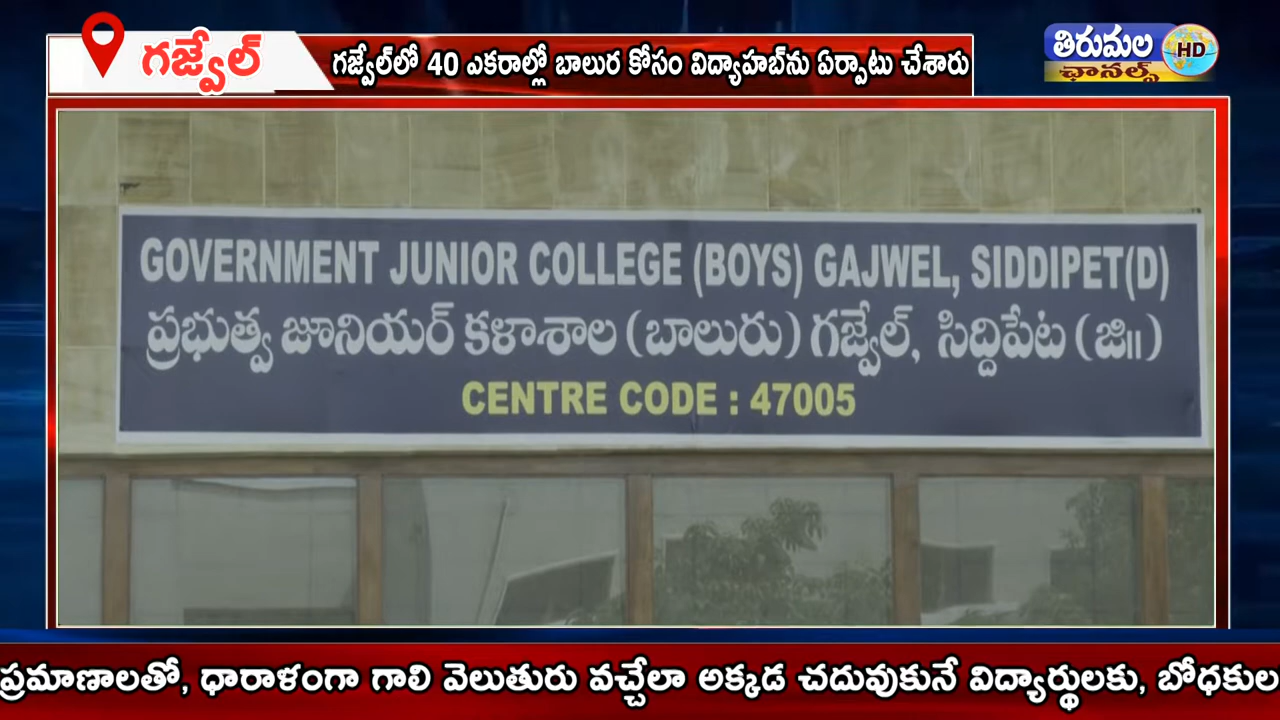 గజ్వేల్
గజ్వేల్‌లో 40 ఎకరాల్లో బాలుర కోసం విద్యాహబ్‌ను ఏర్పాటు చేశారు
తిరుమల
ఛానల్స్
HD
GOVERNMENT JUNIOR COLLEGE (BOYS) GAJWEL, SIDDIPET(D)
ప్రభుత్వ జూనియర్ కళాశాల (బాలురు) గజ్వేల్, సిద్దిపేట (జిll)
CENTRE CODE : 47005
ప్రమాణాలతో, ధారాళంగా గాలి వెలుతురు వచ్చేలా అక్కడ చదువుకునే విద్యార్థులకు, బోధకుల